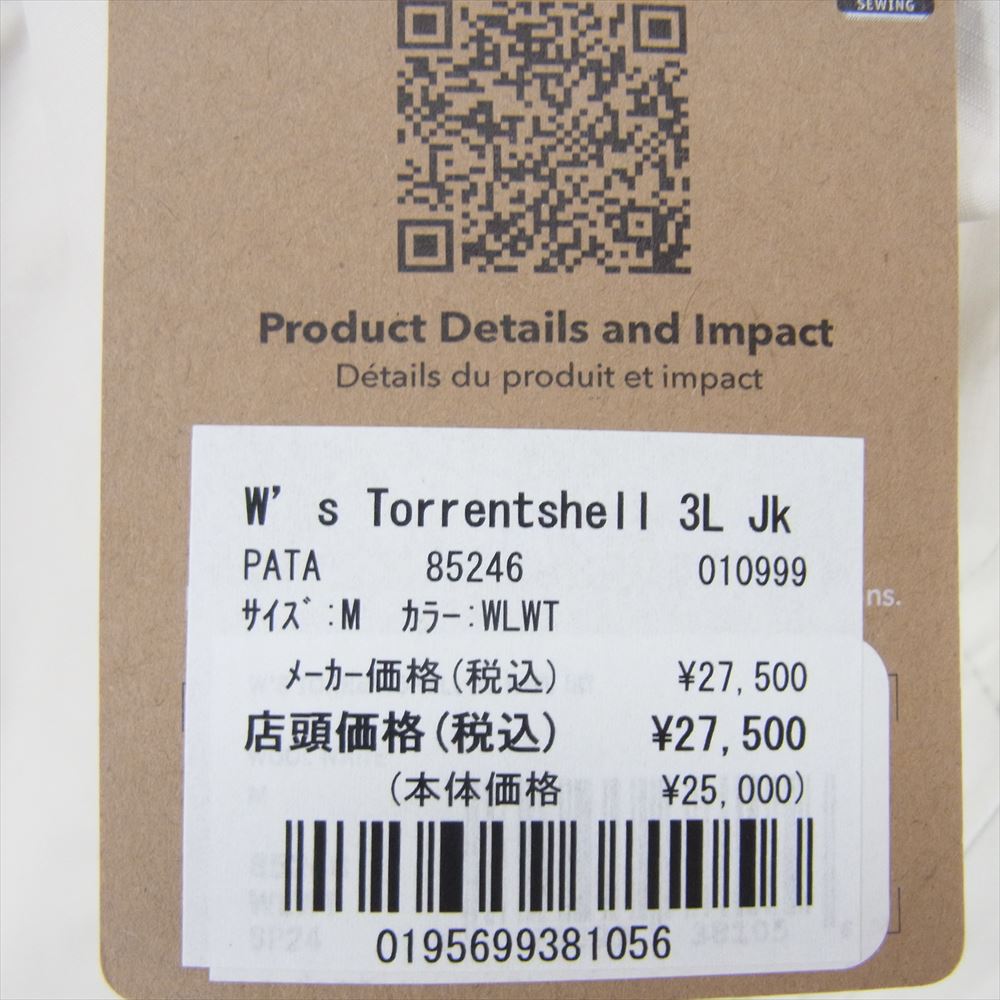 SEWING
Product Details and Impact
Détails du produit et impact
W's Torrentshell 3L Jk
PATA 85246 010999
ns.
ｻｲｽﾞ:M ｶﾗｰ:WLWT
ﾒｰｶｰ価格(税込) ¥27,500
店頭価格(税込) ¥27,500
(本体価格 ¥25,000)
0195699381056
SP24
38105